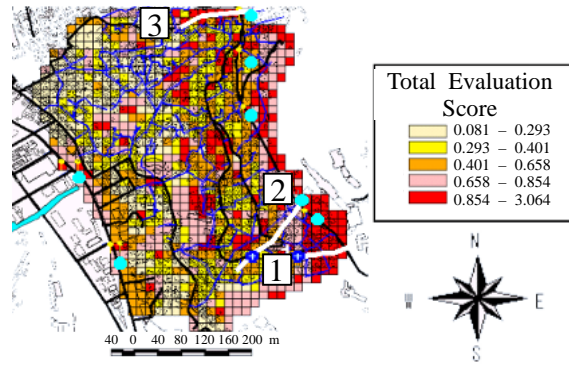 3
Total Evaluation
Score
0.081 – 0.293
0.293 – 0.401
0.401 – 0.658
0.658 – 0.854
0.854 – 3.064
2
1
N
W E
S
40 0 40 80 120 160 200 m